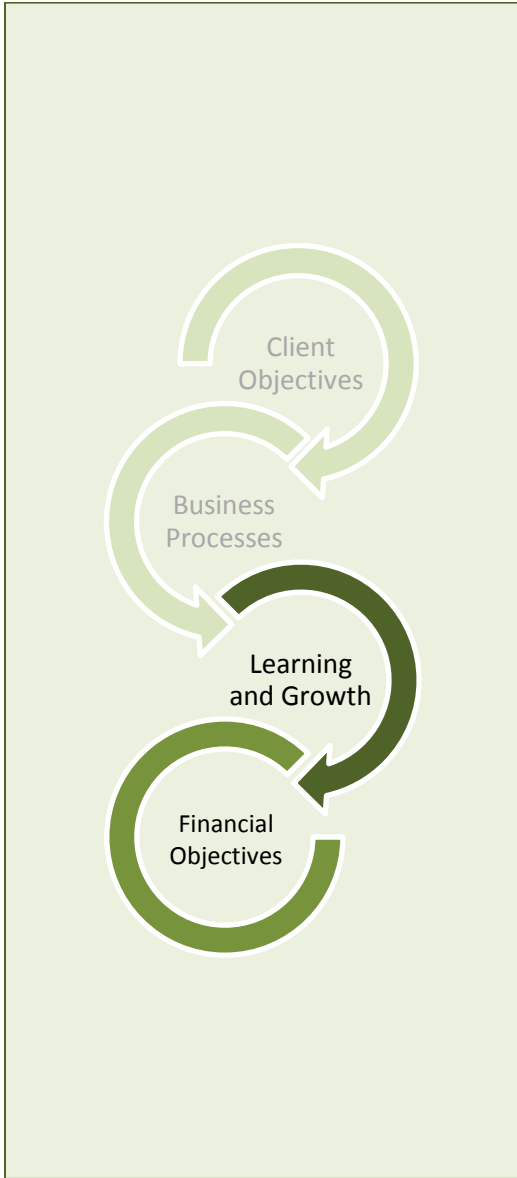 Client
Objectives
Business
Processes
Learning
and Growth
Financial
Objectives